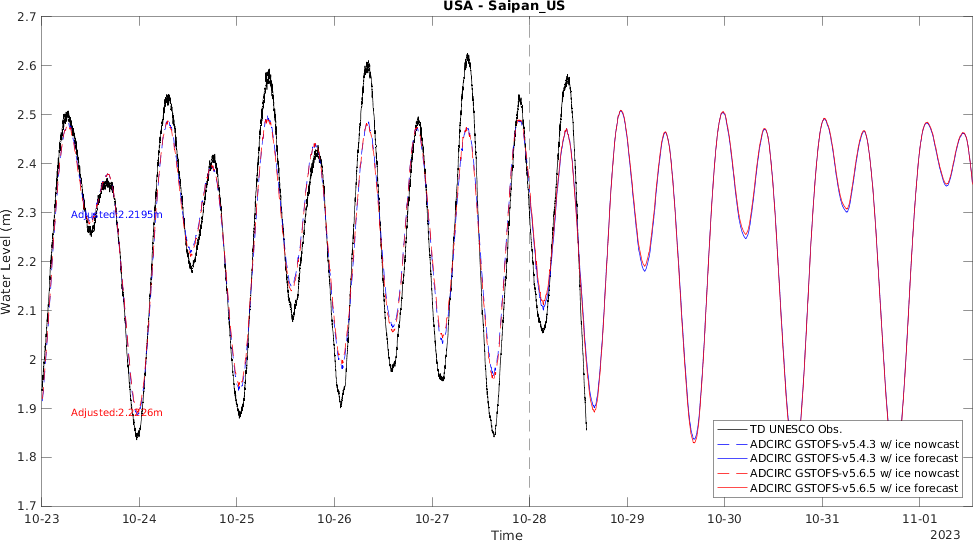 USA - Saipan_US
2.7
2.6
2.5
2.4
2.3
2.2
2.1
2
1.9
1.8
1.7
Water Level (m)
Adjusted:2.2195m
Adjusted:2.2526m
TD UNESCO Obs.
ADCIRC GSTOFS-v5.4.3 w/ ice nowcast
ADCIRC GSTOFS-v5.4.3 w/ ice forecast
ADCIRC GSTOFS-v5.6.5 w/ ice nowcast
ADCIRC GSTOFS-v5.6.5 w/ ice forecast
10-23 10-24 10-25 10-26 10-27 10-28 10-29 10-30 10-31 11-01
Time
2023